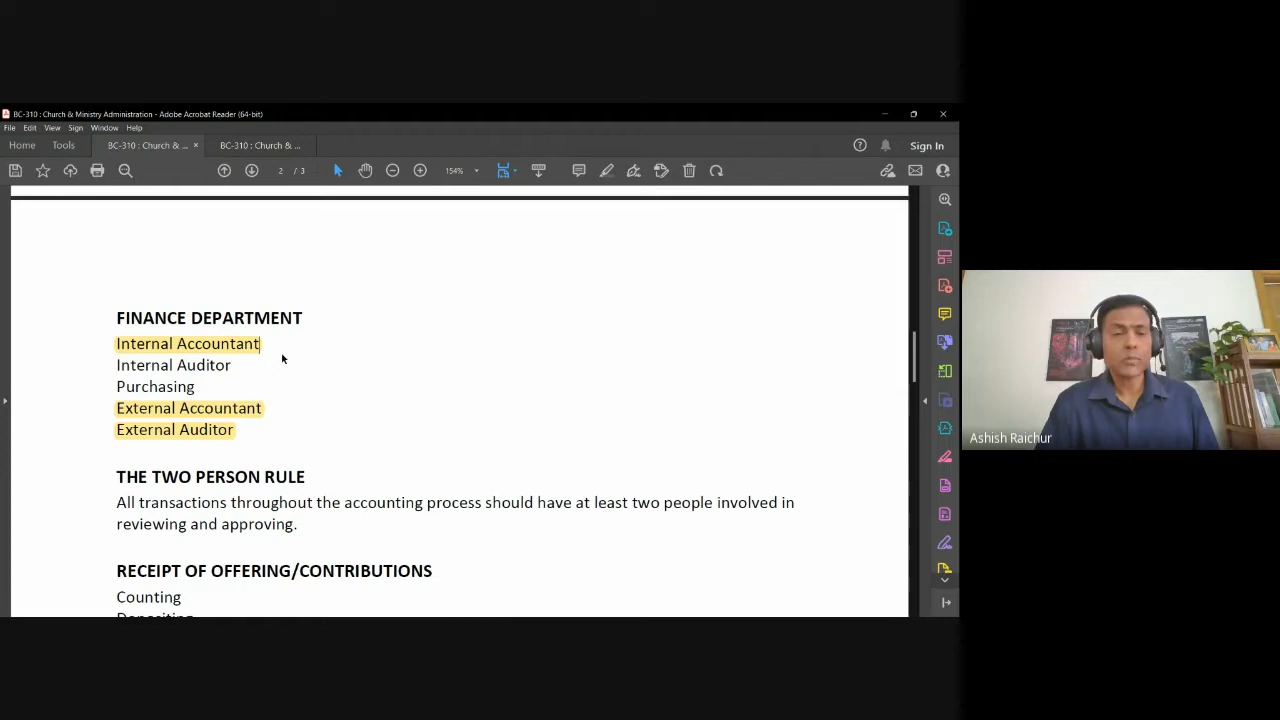 BC-310 : Church & Ministry Administration - Adobe Acrobat Reader (64-bit)
File Edit View Sign Window Help
Home Tools BC-310 : Church & ... × BC-310 : Church & ... Sign In
2 / 3 154%
FINANCE DEPARTMENT
Internal Accountant
Internal Auditor
Purchasing
External Accountant
External Auditor
THE TWO PERSON RULE
All transactions throughout the accounting process should have at least two people involved in
reviewing and approving.
RECEIPT OF OFFERING/CONTRIBUTIONS
Counting
Depositing
Ashish Raichur